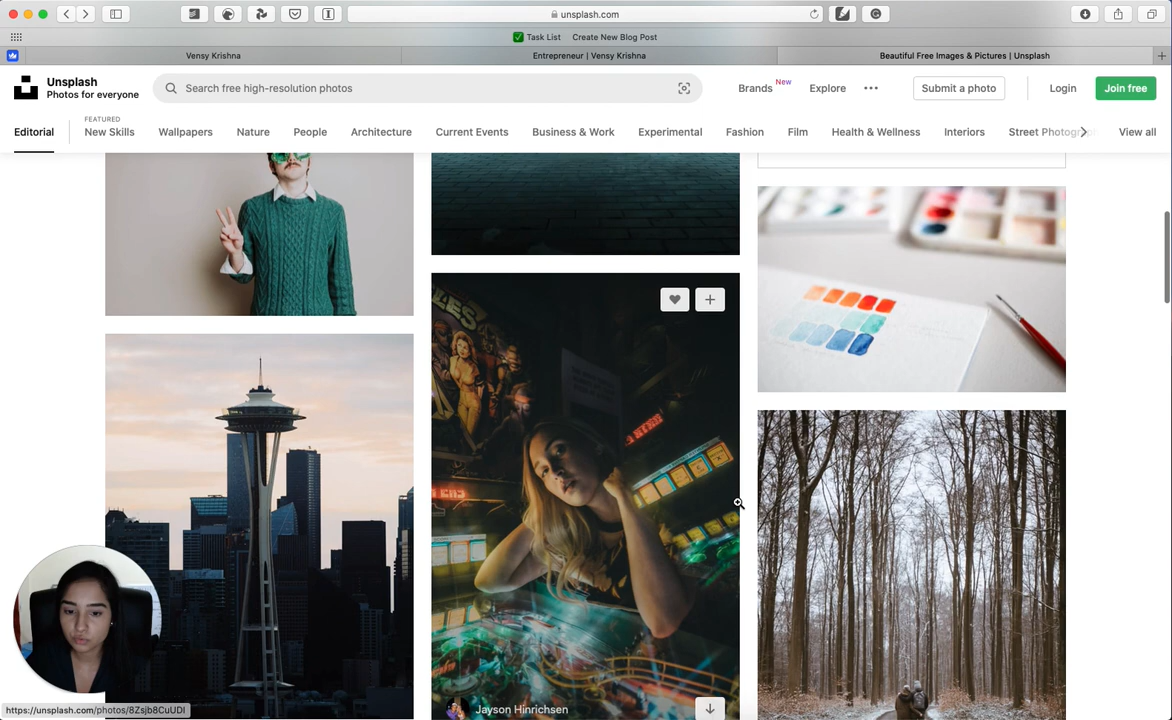 unsplash.com
Task List
Create New Blog Post
Vensy Krishna
Entrepreneur | Vensy Krishna
Beautiful Free Images & Pictures | Unsplash
Unsplash
Photos for everyone
Search free high-resolution photos
Brands
New
Explore
Submit a photo
Login
Join free
Editorial
FEATURED
New Skills
Wallpapers
Nature
People
Architecture
Current Events
Business & Work
Experimental
Fashion
Film
Health & Wellness
Interiors
Street Photogra
View all
Jayson Hinrichsen
https://unsplash.com/photos/8Zsjb8CuUDI